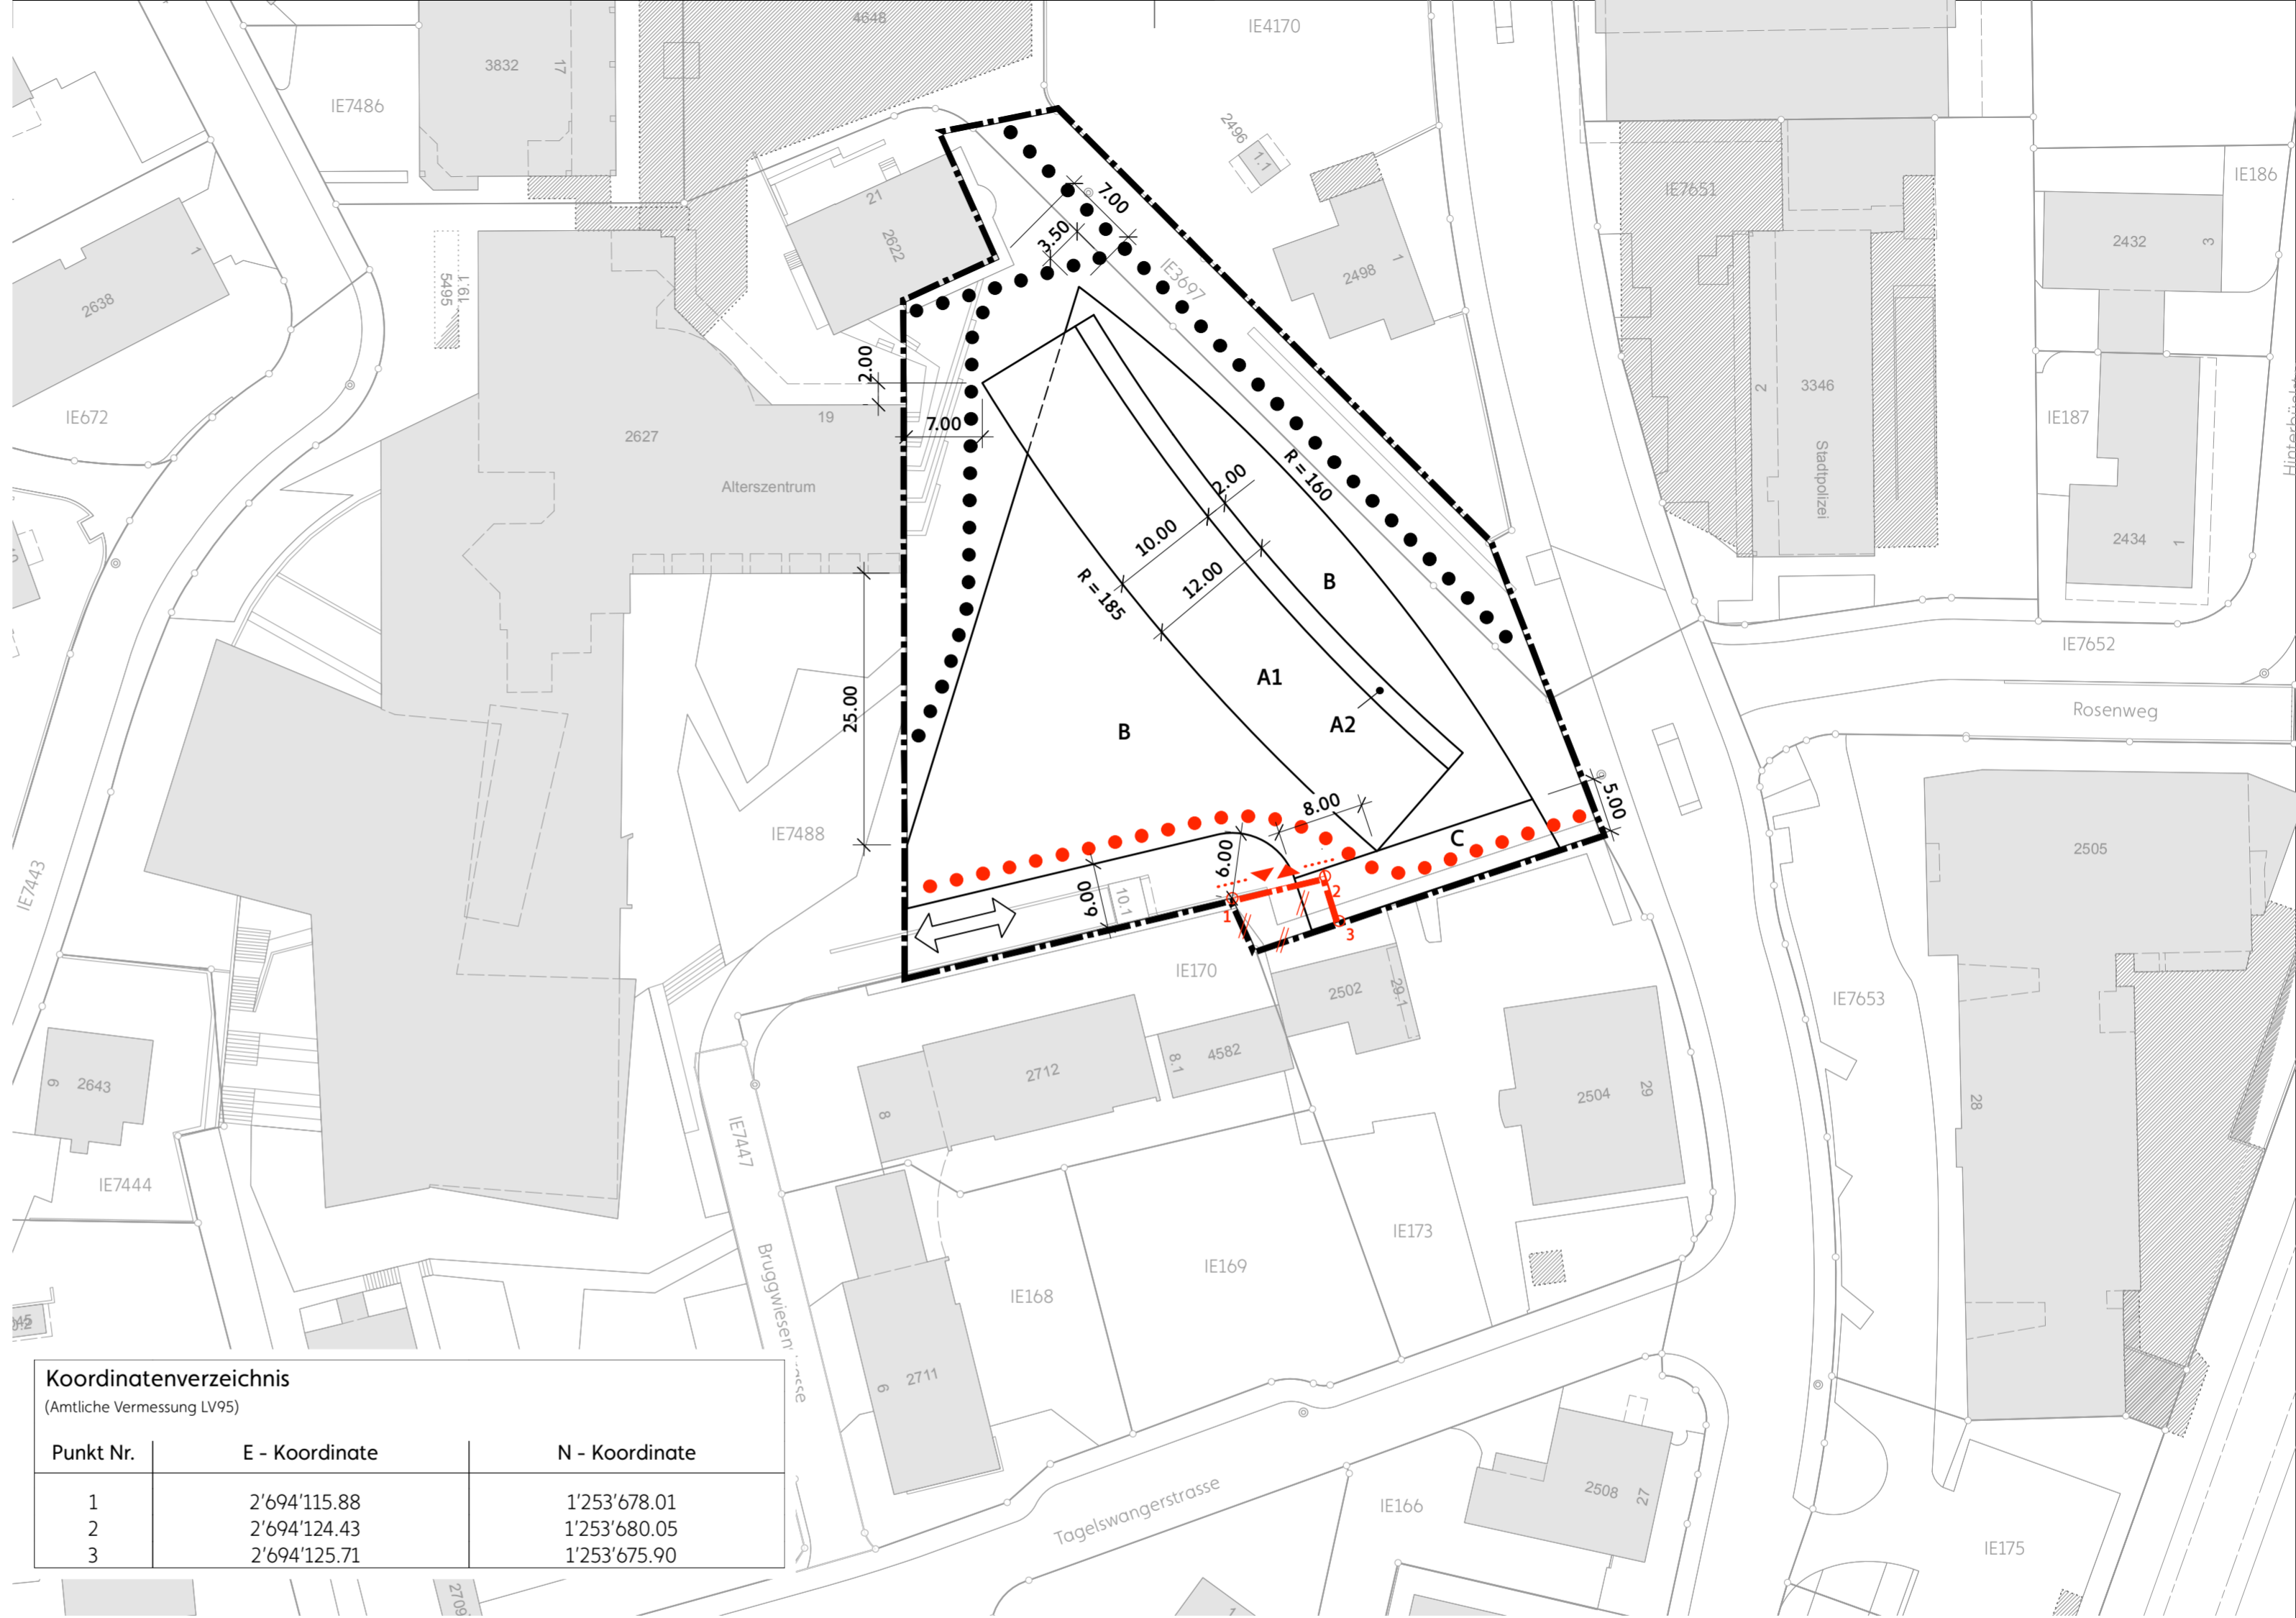 4648
IE4170
3832
17
IE7486
2496
1.1
IE7651
IE186
21
2622
7.00
3.50
IE3697
2498
1
2432
3
2638
1
5495
19.1
2.00
IE672
2627
19
7.00
Alterszentrum
R = 160
2.00
10.00
12.00
R = 185
B
2
3346
Stadtpolizei
IE187
2434
1
IE7652
Rosenweg
25.00
A1
A2
B
IE7488
8.00
5.00
C
6.00
6.00
10.1
1
2
3
IE7443
2505
IE170
2502
29.1
IE7653
9
2643
2712
8
8.1
4582
2504
29
28
IE7447
IE7444
IE173
IE169
IE168
6
2711
Tagelswangerstrasse
IE166
2508
27
IE175
2709
1
Koordinatenverzeichnis
(Amtliche Vermessung LV95)
Punkt Nr. E - Koordinate N - Koordinate
1 2'694'115.88 1'253'678.01
2 2'694'124.43 1'253'680.05
3 2'694'125.71 1'253'675.90